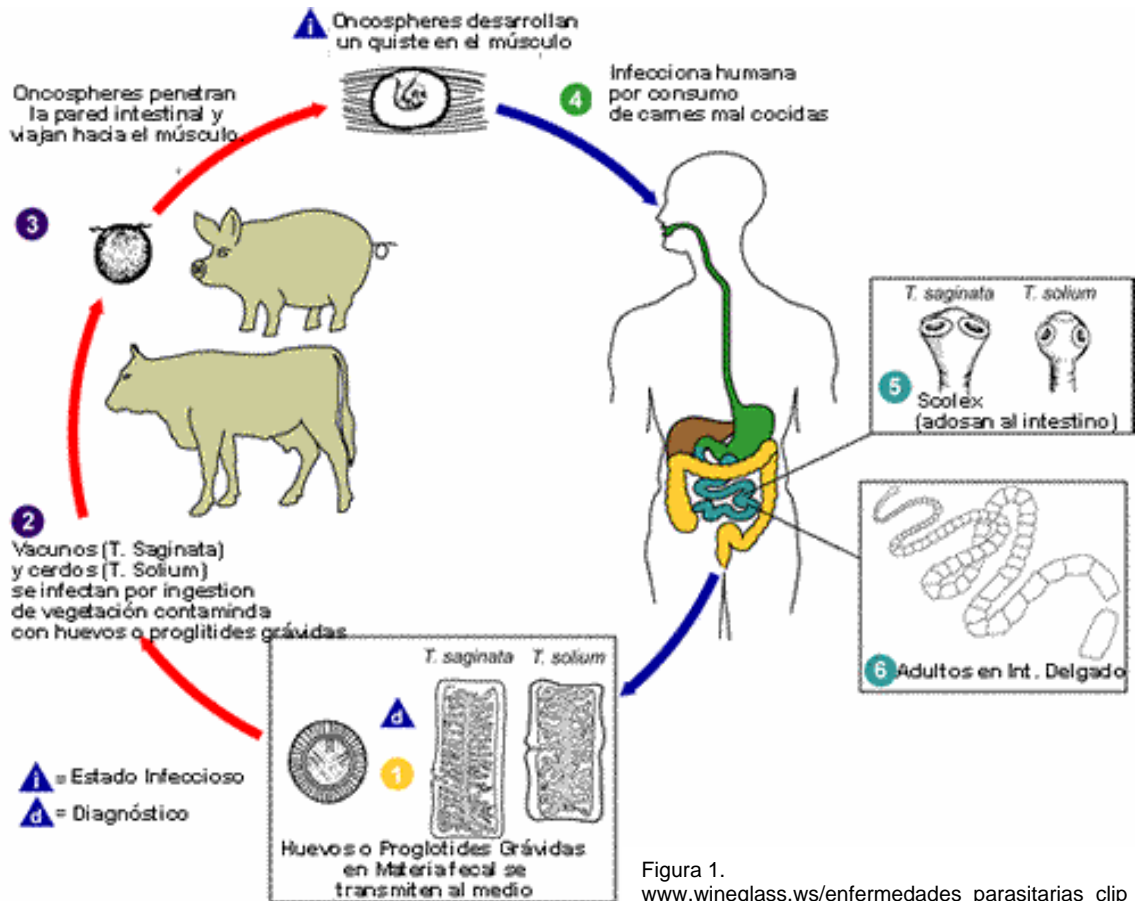 i Oncospheres desarrollan
un quiste en el músculo
Oncospheres penetran
la pared intestinal y
viajan hacia el músculo.
4 Infecciona humana
por consumo
de carnes mal cocidas
3
T. saginata T. solium
5 Scolex
(adosan al intestino)
2
Vacunos (T. Saginata)
y cerdos (T. Solium)
se infectan por ingestion
de vegetación contaminda
con huevos o proglitides grávidas
6 Adultos en Int. Delgado
T. saginata T. solium
d
1
Huevos o Proglotides Grávidas
en Materia fecal se
transmiten al medio
i = Estado Infeccioso
d = Diagnóstico
Figura 1.
www.wineglass.ws/enfermedades_parasitarias_clip